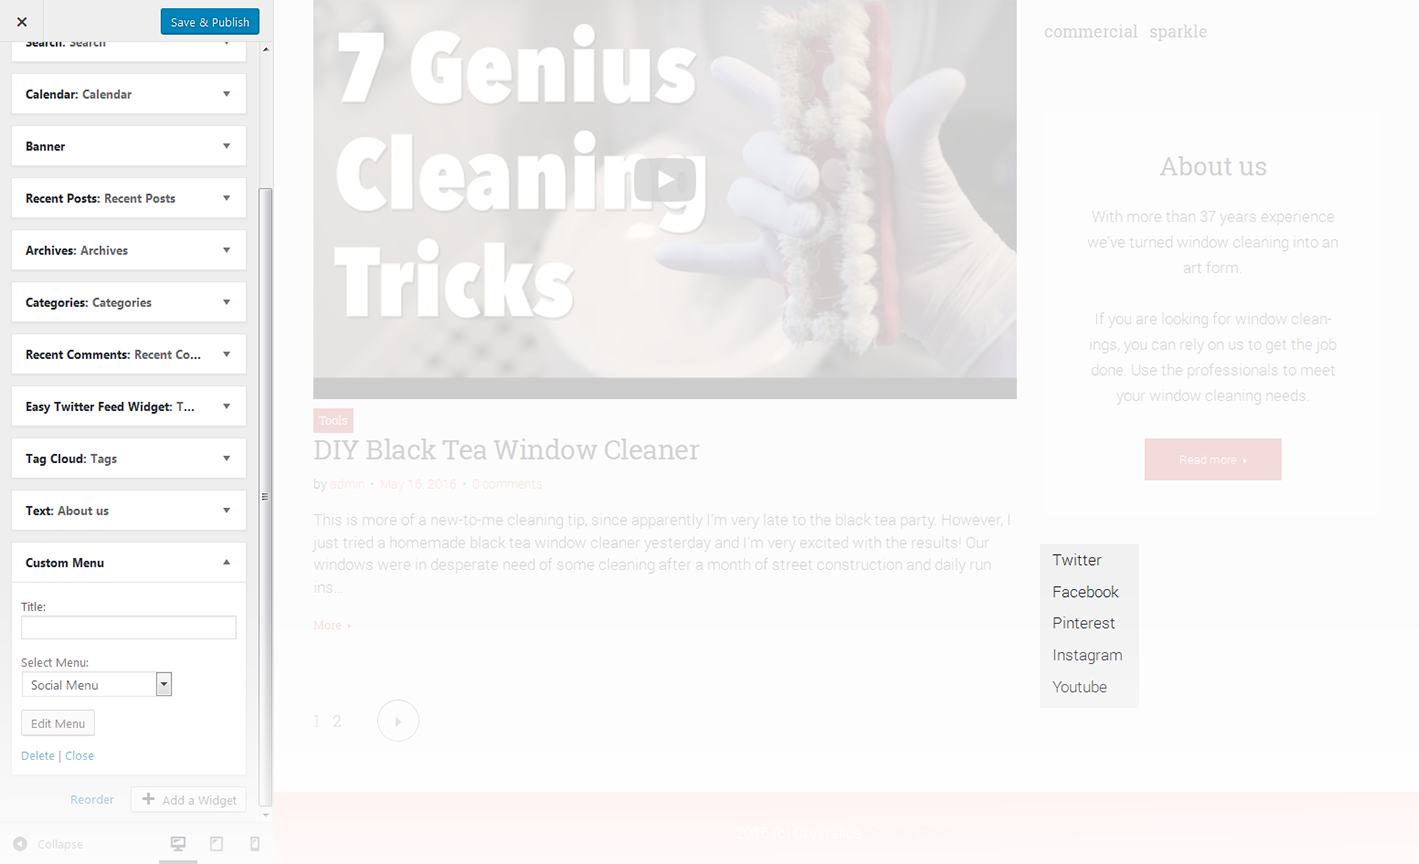 Save & Publish
Search: Search
Calendar: Calendar
Banner
Recent Posts: Recent Posts
Archives: Archives
Categories: Categories
Recent Comments: Recent Co...
Easy Twitter Feed Widget: T...
Tag Cloud: Tags
Text: About us
Custom Menu
Title:
Select Menu:
Social Menu
Edit Menu
Delete | Close
Reorder
Add a Widget
Collapse
7 Genius
Cleaning
Tricks
Tools
DIY Black Tea Window Cleaner
by admin • May 16, 2016 • 0 comments
This is more of a new-to-me cleaning tip, since apparently I'm very late to the black tea party. However, I
just tried a homemade black tea window cleaner yesterday and I'm very excited with the results! Our
windows were in desperate need of some cleaning after a month of street construction and daily run
ins...
More
1 2
commercial sparkle
About us
With more than 37 years experience
we've turned window cleaning into an
art form.
If you are looking for window clean-
ings, you can rely on us to get the job
done. Use the professionals to meet
your window cleaning needs.
Read more
Twitter
Facebook
Pinterest
Instagram
Youtube
2016